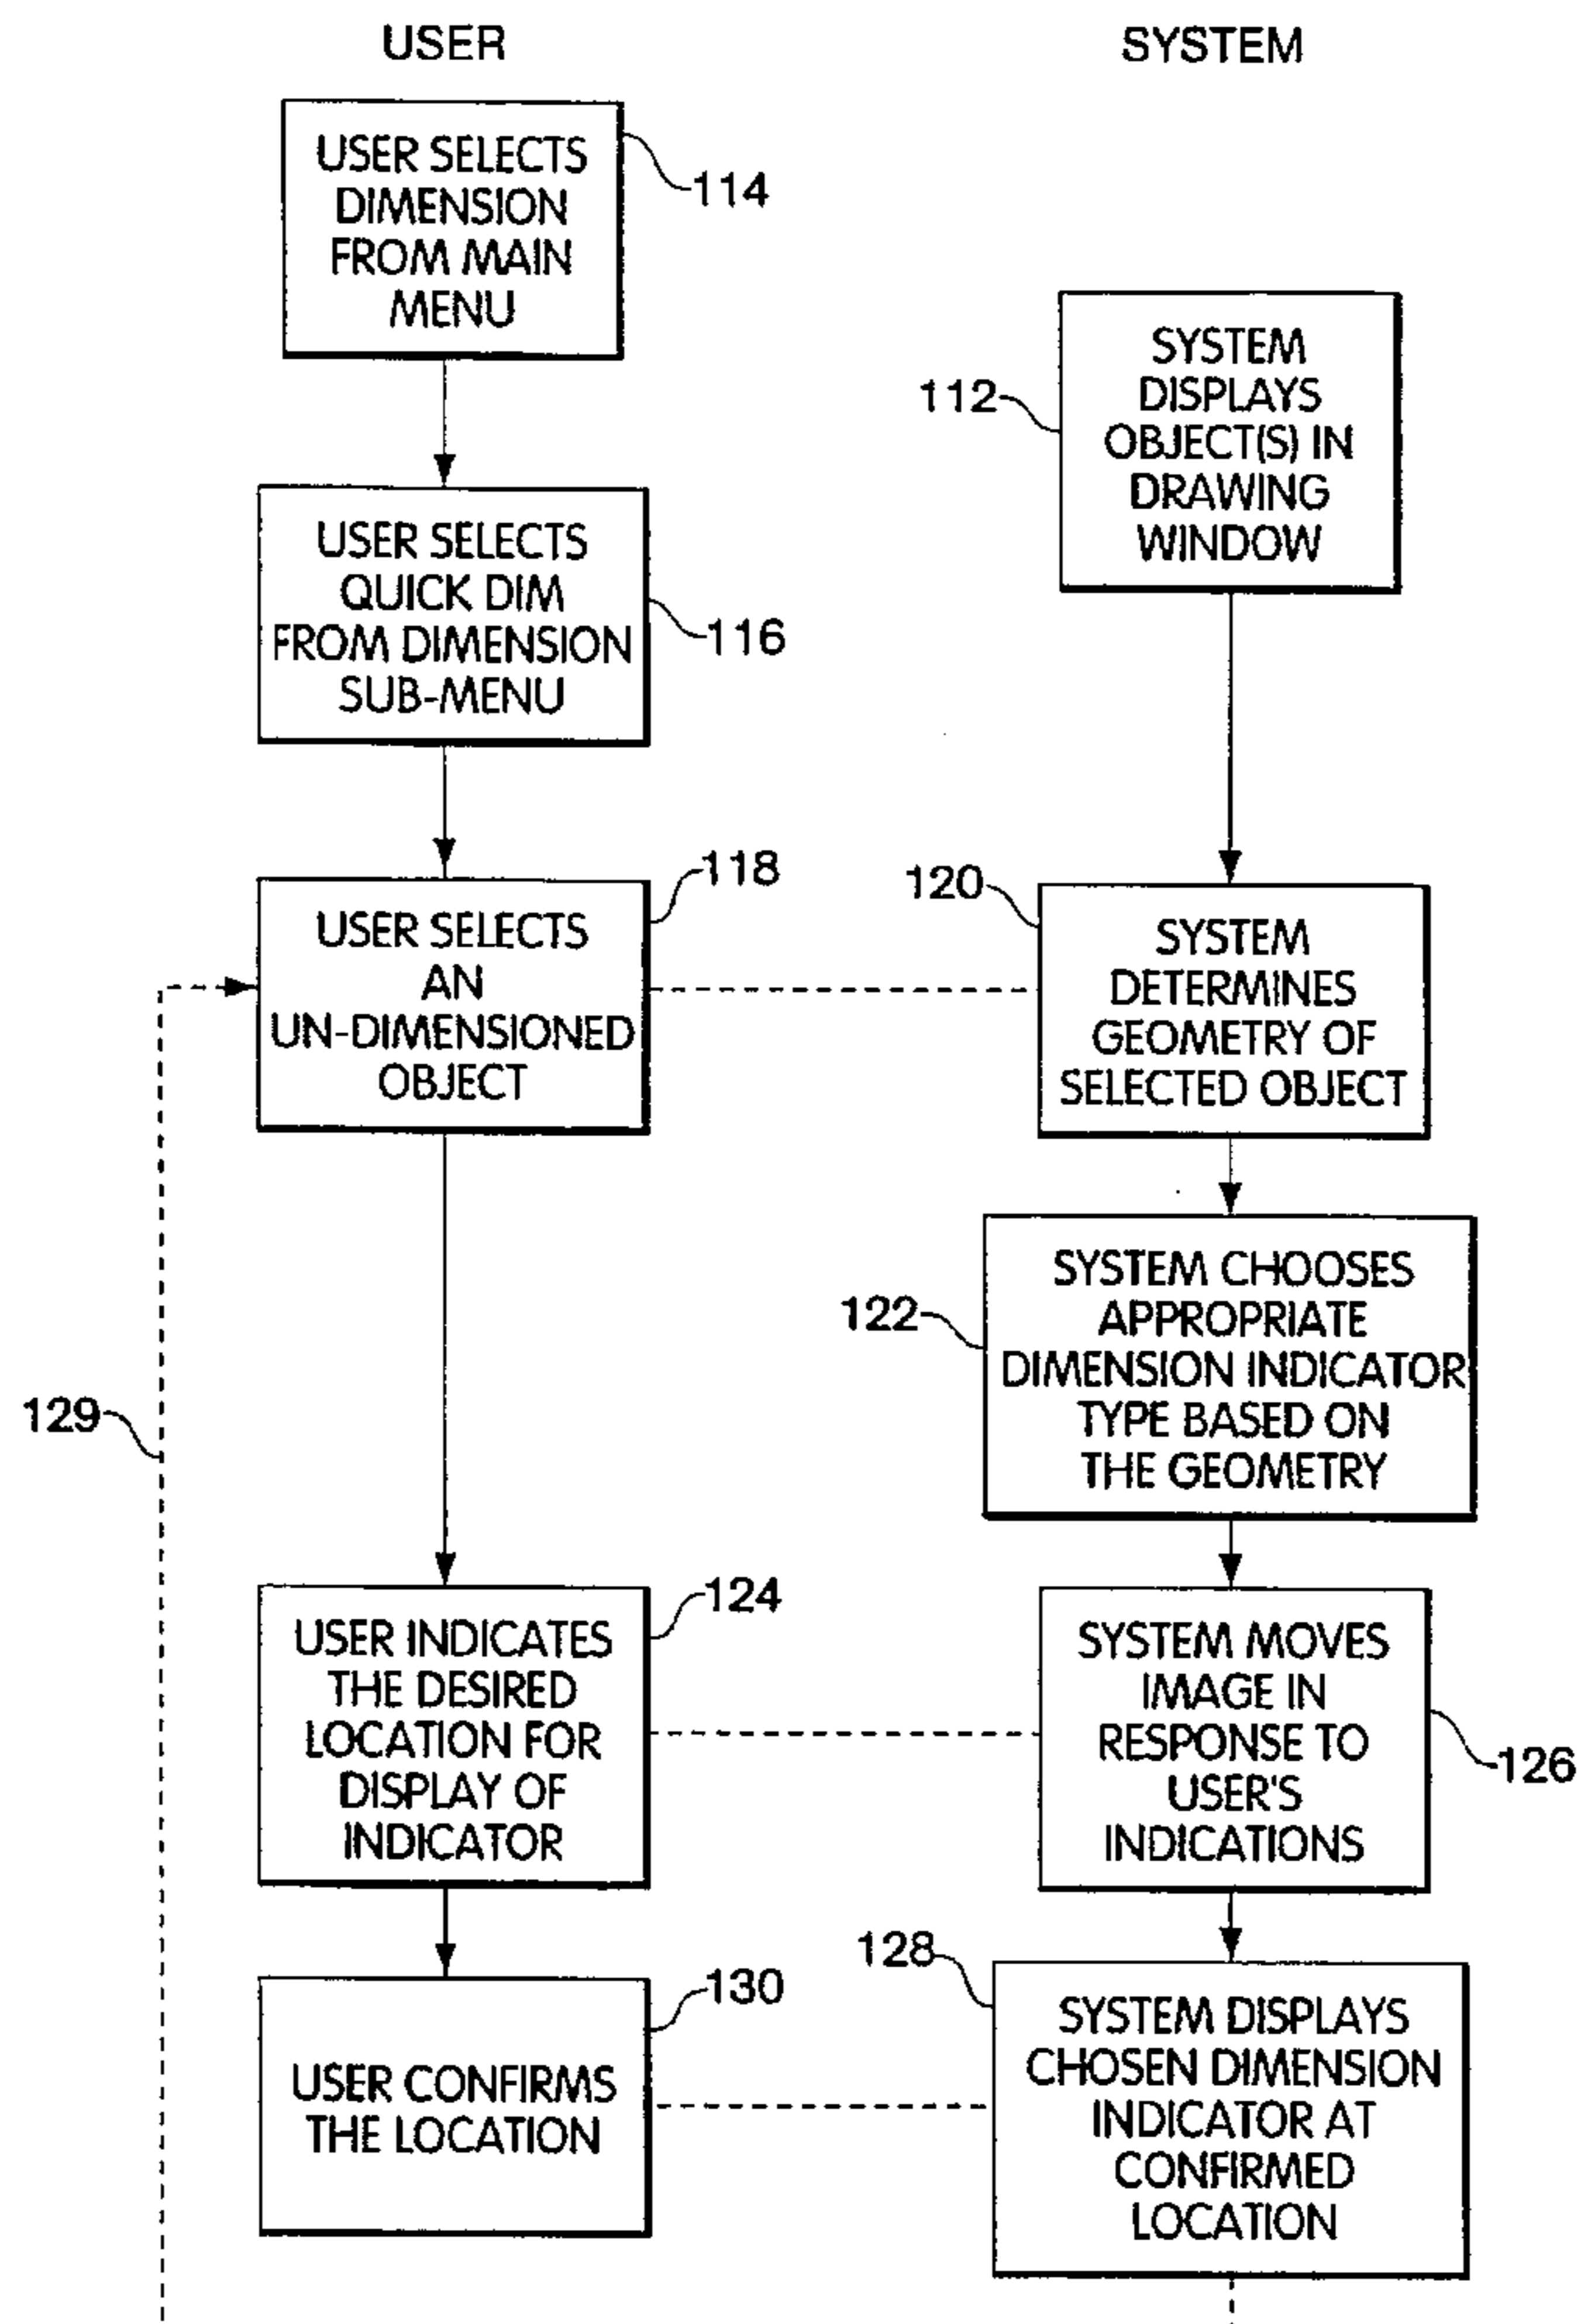 USER
USER SELECTS
DIMENSION
FROM MAIN
MENU
114
USER SELECTS
QUICK DIM
FROM DIMENSION
SUB-MENU
116
USER SELECTS
AN
UN-DIMENSIONED
OBJECT
118
129
USER INDICATES
THE DESIRED
LOCATION FOR
DISPLAY OF
INDICATOR
124
USER CONFIRMS
THE LOCATION
130
SYSTEM
112
SYSTEM
DISPLAYS
OBJECT(S) IN
DRAWING
WINDOW
120
SYSTEM
DETERMINES
GEOMETRY OF
SELECTED OBJECT
122
SYSTEM CHOOSES
APPROPRIATE
DIMENSION INDICATOR
TYPE BASED ON
THE GEOMETRY
SYSTEM MOVES
IMAGE IN
RESPONSE TO
USER'S
INDICATIONS
126
128
SYSTEM DISPLAYS
CHOSEN DIMENSION
INDICATOR AT
CONFIRMED
LOCATION